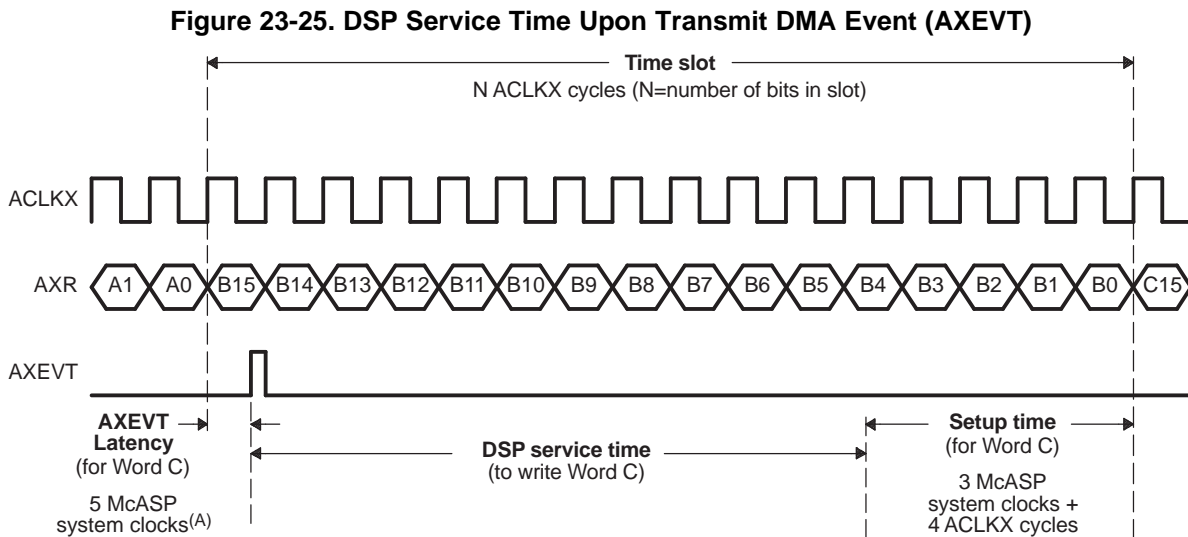 Figure 23-25. DSP Service Time Upon Transmit DMA Event (AXEVT)
Time slot
N ACLKX cycles (N=number of bits in slot)
ACLKX
AXR A1 A0 B15 B14 B13 B12 B11 B10 B9 B8 B7 B6 B5 B4 B3 B2 B1 B0 C15
AXEVT
AXEVT
Latency
(for Word C)
5 McASP
system clocks(A)
DSP service time
(to write Word C)
Setup time
(for Word C)
3 McASP
system clocks +
4 ACLKX cycles